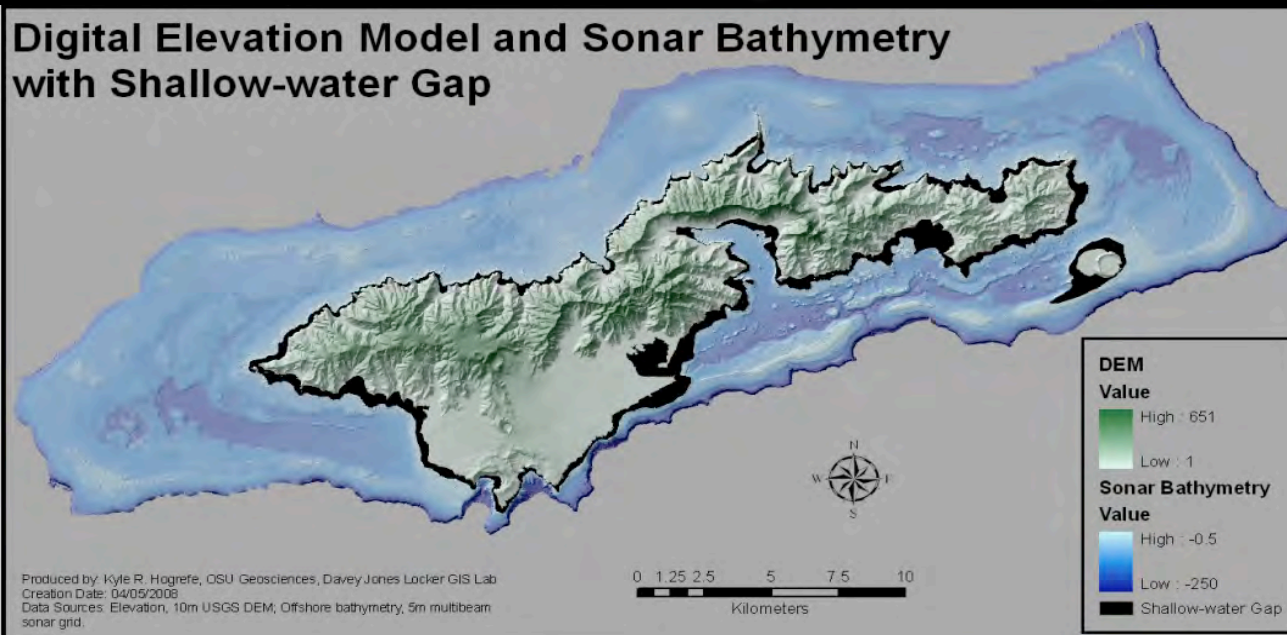 Digital Elevation Model and Sonar Bathymetry
with Shallow-water Gap
DEM
Value
High : 651
Low : 1
Sonar Bathymetry
Value
High : -0.5
Low : -250
Shallow-water Gap
N
W E
S
0 1.25 2.5 5 7.5 10
Kilometers
Produced by: Kyle R. Hogrefe, OSU Geosciences, Davey Jones Locker GIS Lab
Creation Date: 04/05/2008
Data Sources: Elevation, 10m USGS DEM; Offshore bathymetry, 5m multibeam
sonar grid.